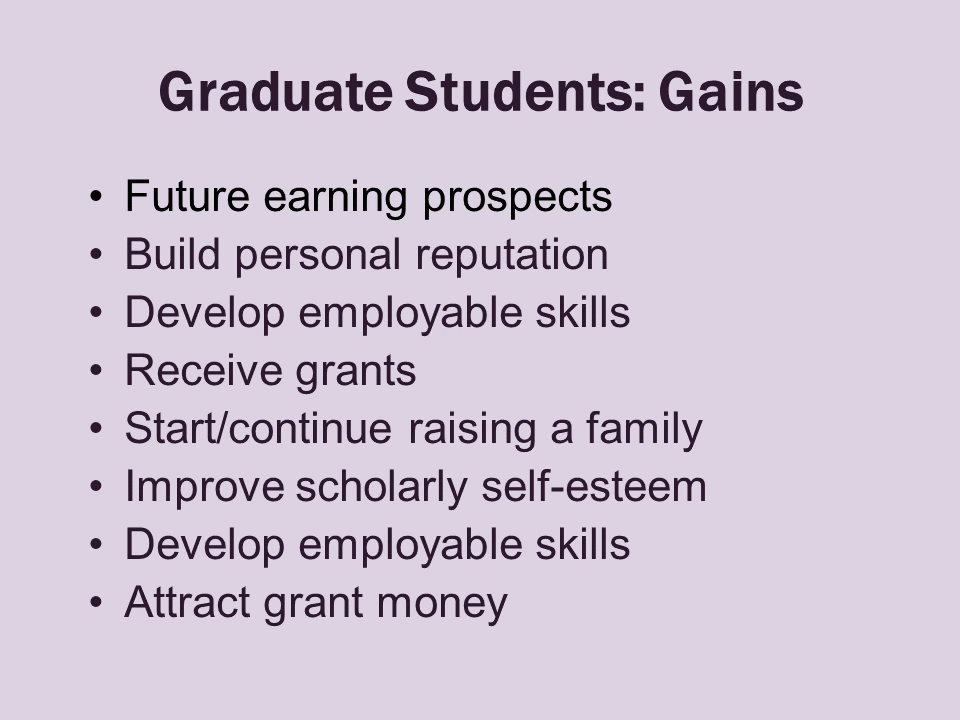 Graduate Students: Gains
• Future earning prospects
• Build personal reputation
• Develop employable skills
• Receive grants
• Start/continue raising a family
• Improve scholarly self-esteem
• Develop employable skills
• Attract grant money